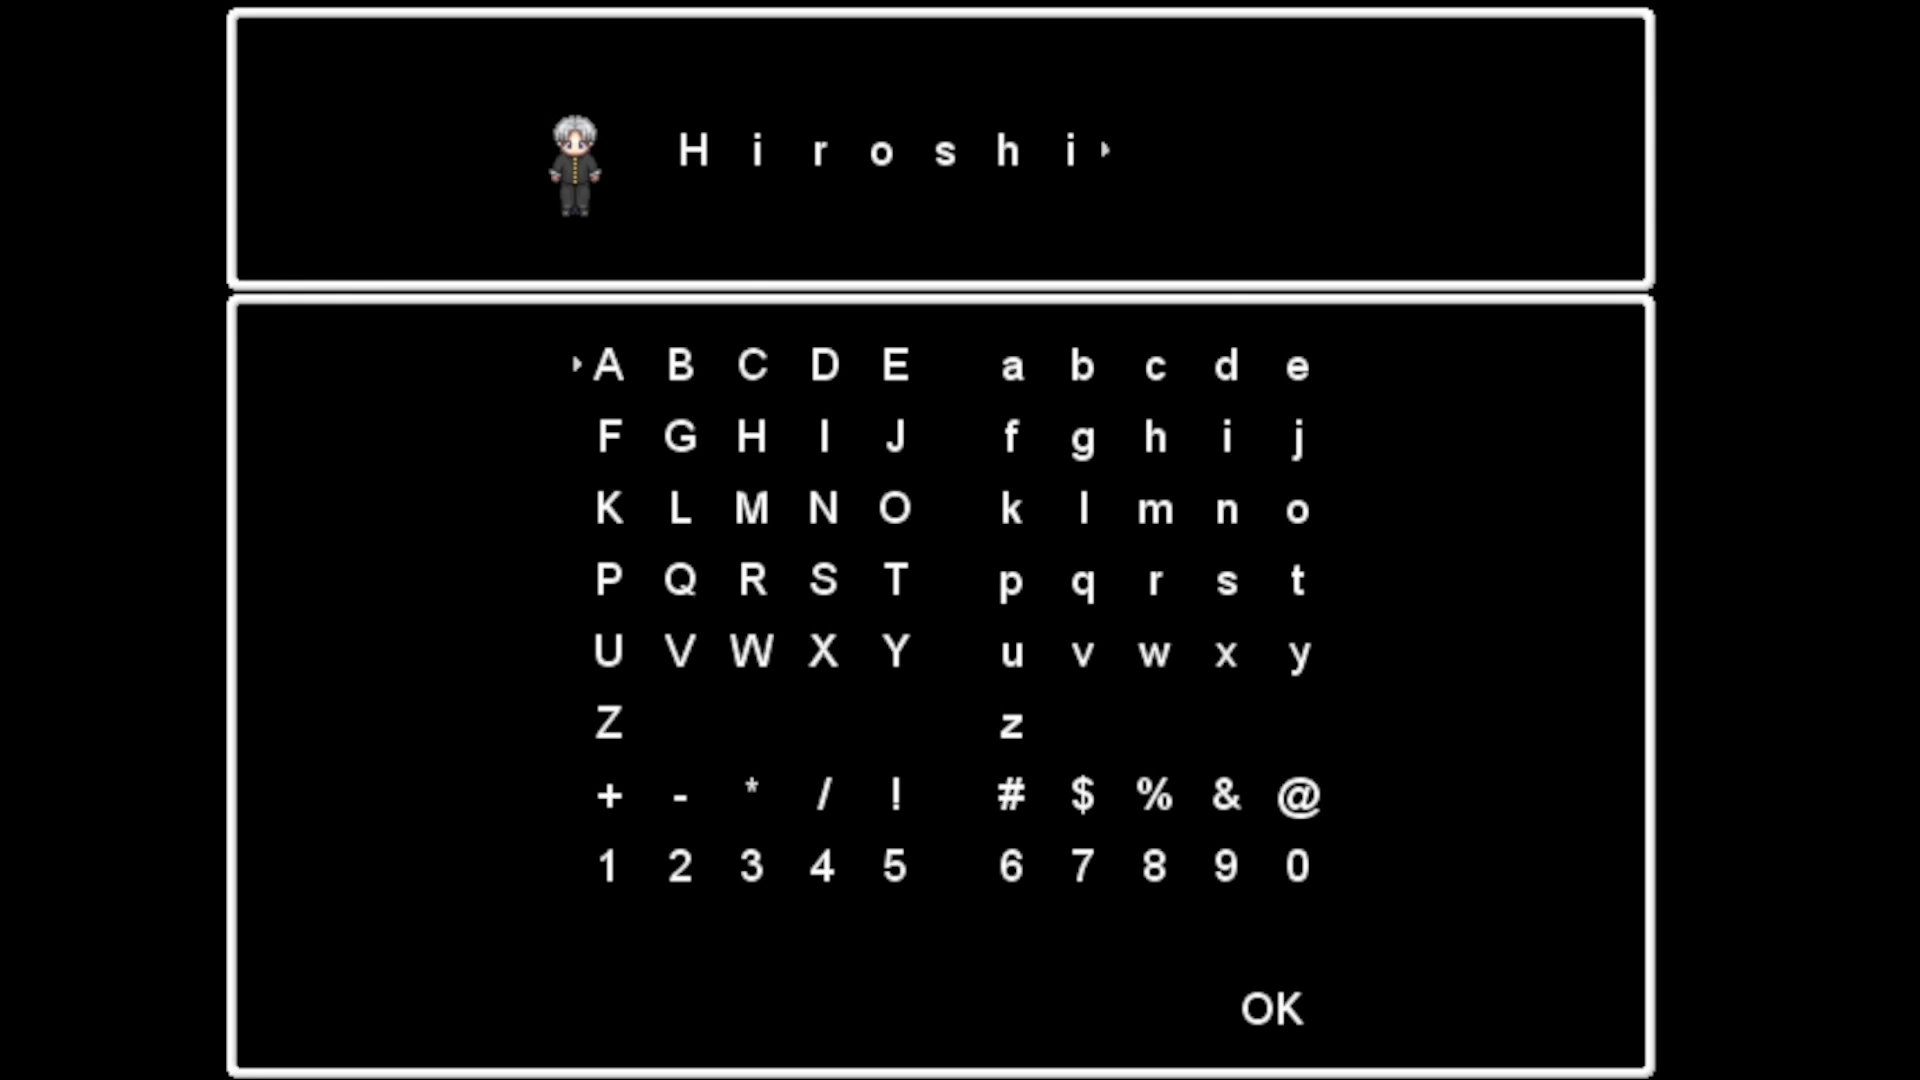 Hiroshi
A B C D E a b c d e
F G H I J f g h i j
K L M N O k l m n o
P Q R S T p q r s t
U V W X Y u v w x y
Z z
+ - * / ! # $ % & @
1 2 3 4 5 6 7 8 9 0
OK